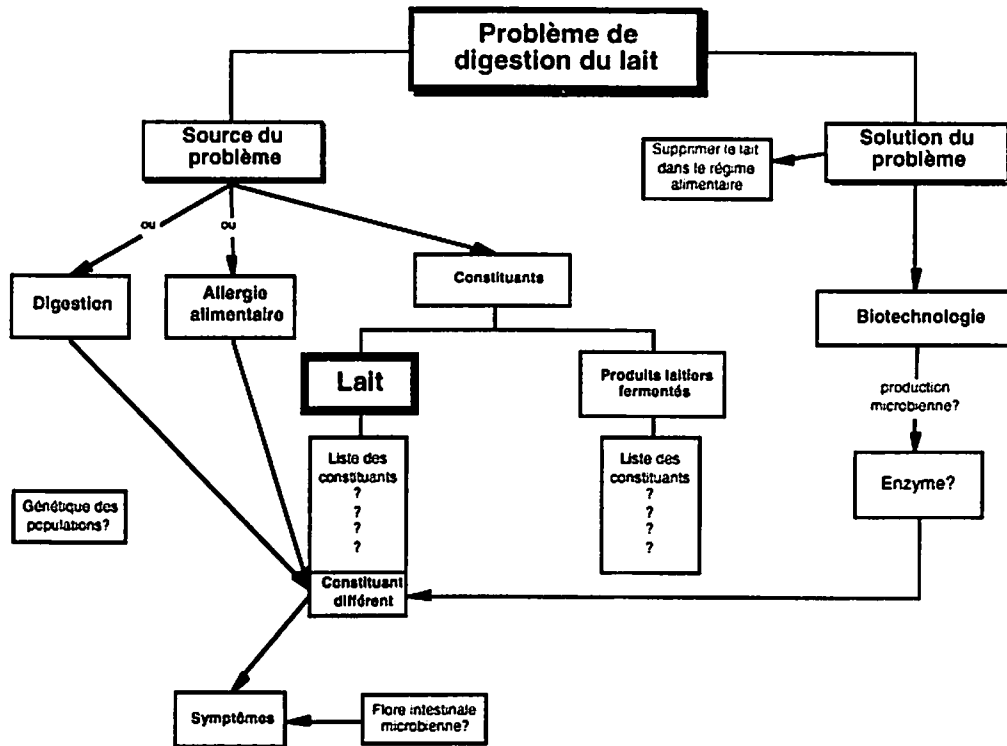 Problème de
digestion du lait
Source du
problème
Solution du
problème
Supprimer le lait
dans le régime
alimentaire
ou
ou
Digestion
Allergie
alimentaire
Constituants
Biotechnologie
Lait
Produits laitiers
fermentés
production
microbienne?
Liste des
constituants
?
?
?
?
Liste des
constituants
?
?
?
?
Enzyme?
Génétique des
populations?
Constituant
différent
Symptômes
Flore intestinale
microbienne?